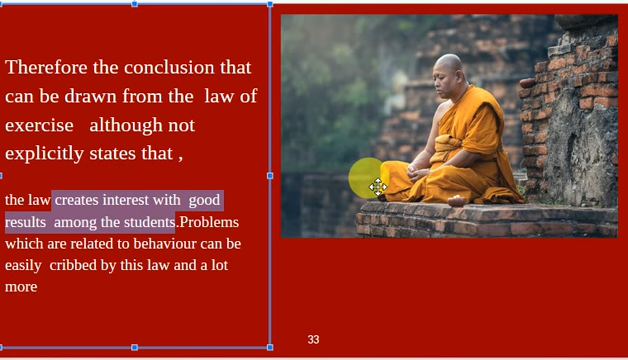 Therefore the conclusion that
can be drawn from the law of
exercise although not
explicitly states that ,
the law creates interest with good
results among the students.Problems
which are related to behaviour can be
easily cribbed by this law and a lot
more
33